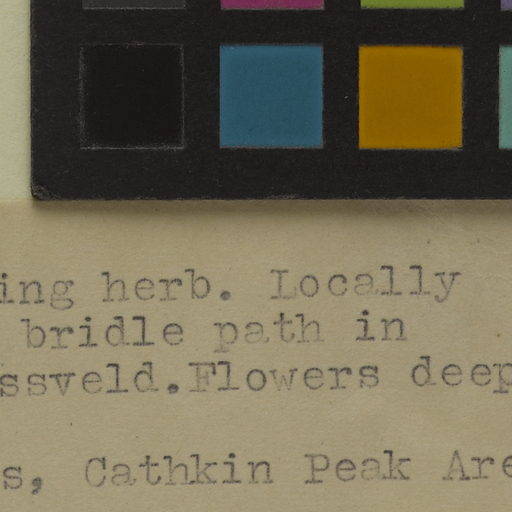 ing herb. Locally
bridle path in
ssveld.Flowers deep
s, Cathkin Peak Are